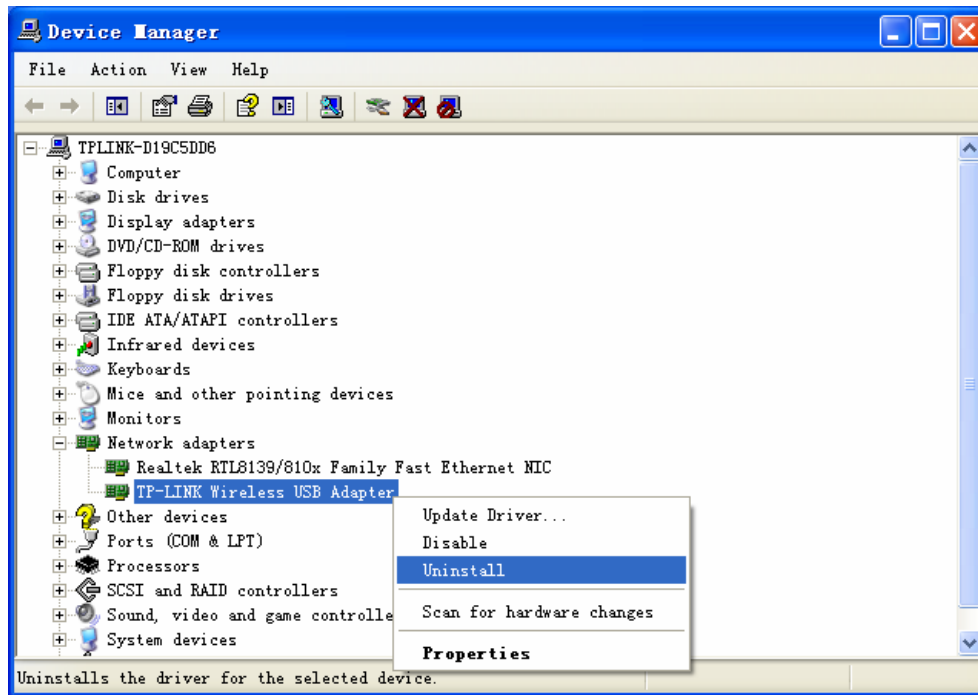 Device Manager
File Action View Help
TPLINK-D19C5DD6
Computer
Disk drives
Display adapters
DVD/CD-ROM drives
Floppy disk controllers
Floppy disk drives
IDE ATA/ATAPI controllers
Infrared devices
Keyboards
Mice and other pointing devices
Monitors
Network adapters
Realtek RTL8139/810x Family Fast Ethernet NIC
TP-LINK Wireless USB Adapter
Other devices
Ports (COM & LPT)
Processors
SCSI and RAID controllers
Sound, video and game controlle
System devices
Update Driver...
Disable
Uninstall
Scan for hardware changes
Properties
Uninstalls the driver for the selected device.